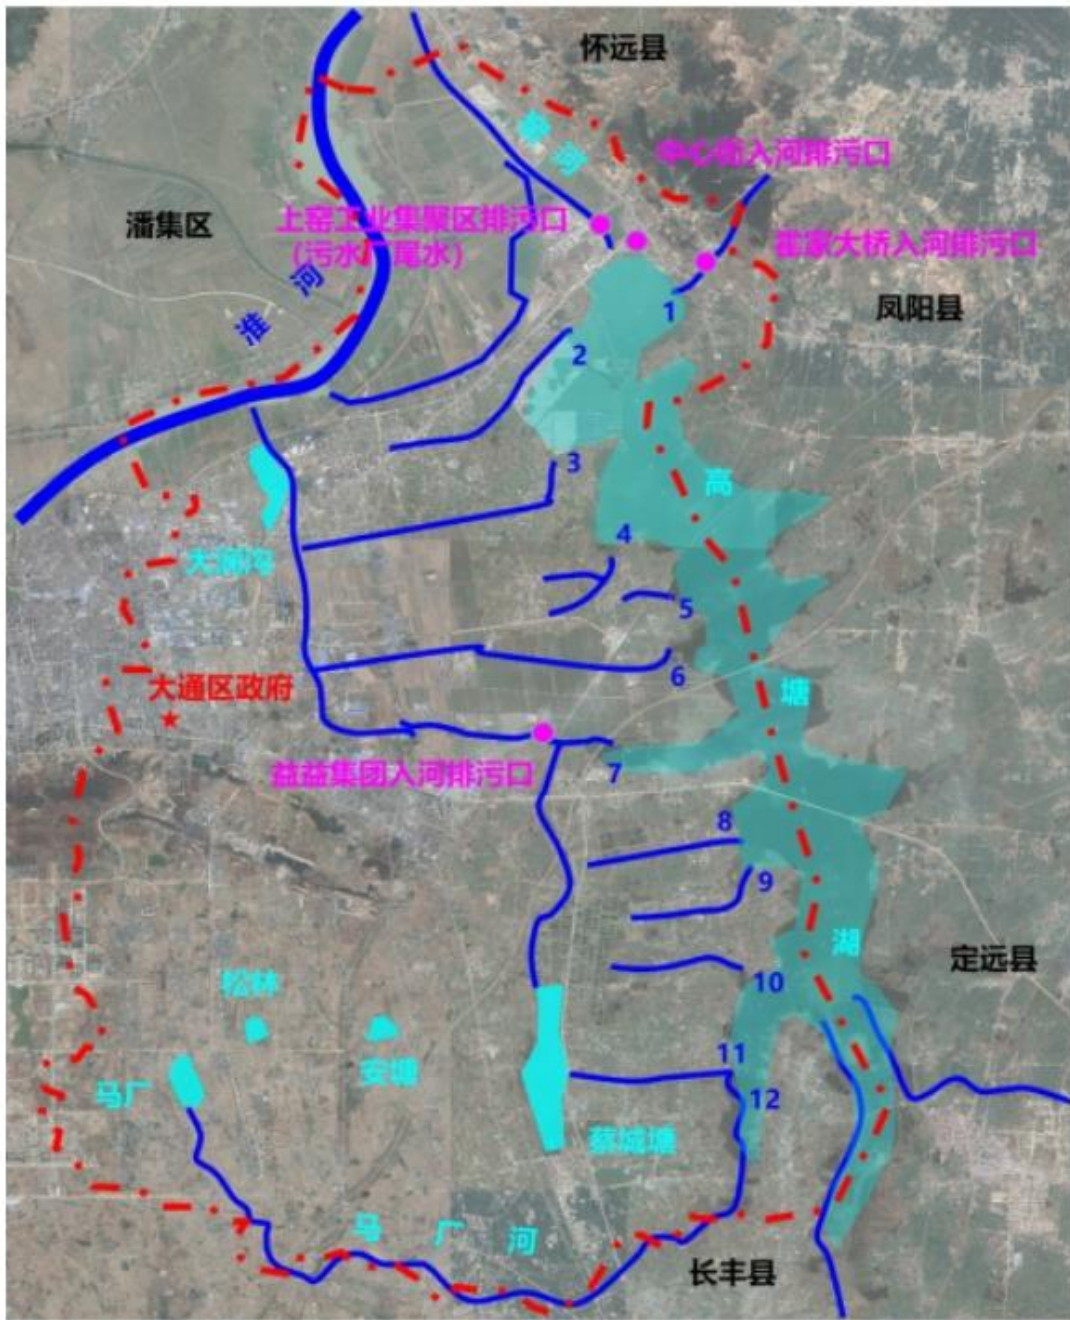 怀远县
窑
河
中心街入河排污口
潘集区
上窑工业集聚区排污口
(污水厂尾水)
霍家大桥入河排污口
河
淮
1
凤阳县
2
3
高
4
大涧沟
5
6
塘
大通区政府
益益集团入河排污口
7
8
9
湖
定远县
松林
10
11
安塘
马厂
12
蔡城塘
马 厂 河
长丰县